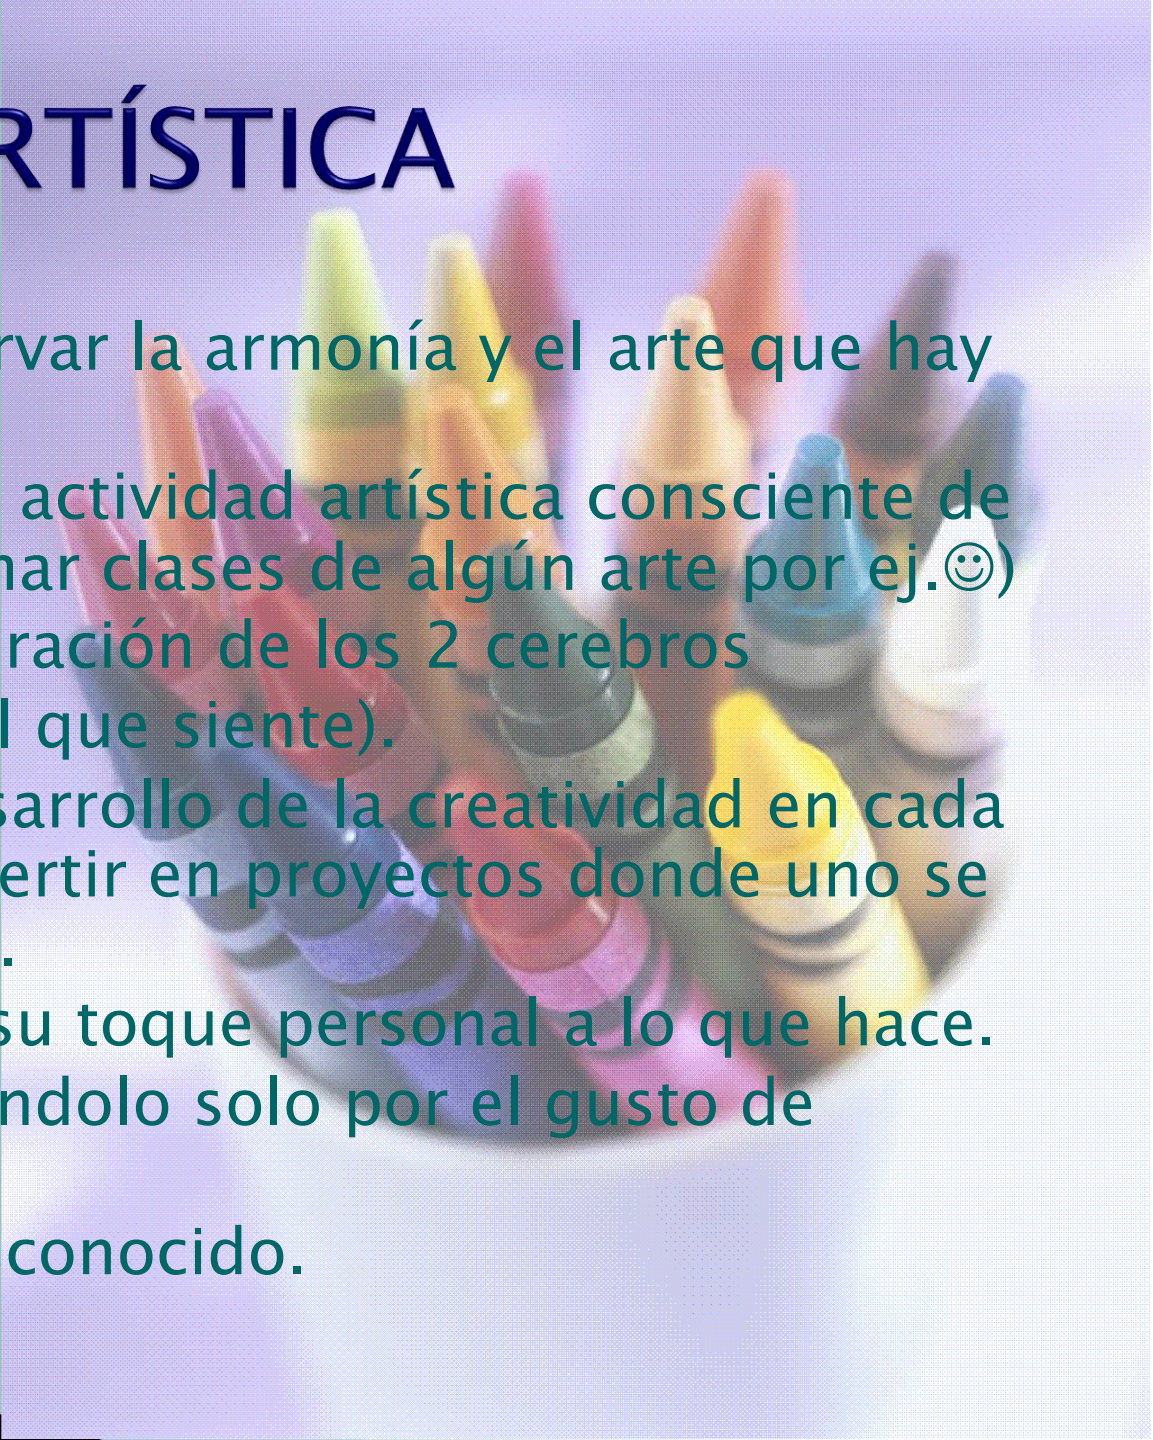 RTÍSTICA
rvar la armonía y el arte que hay
actividad artística consciente de
mar clases de algún arte por ej.☺)
ración de los 2 cerebros
l que siente).
sarrollo de la creatividad en cada
ertir en proyectos donde uno se
.
su toque personal a lo que hace.
ndolo solo por el gusto de
conocido.